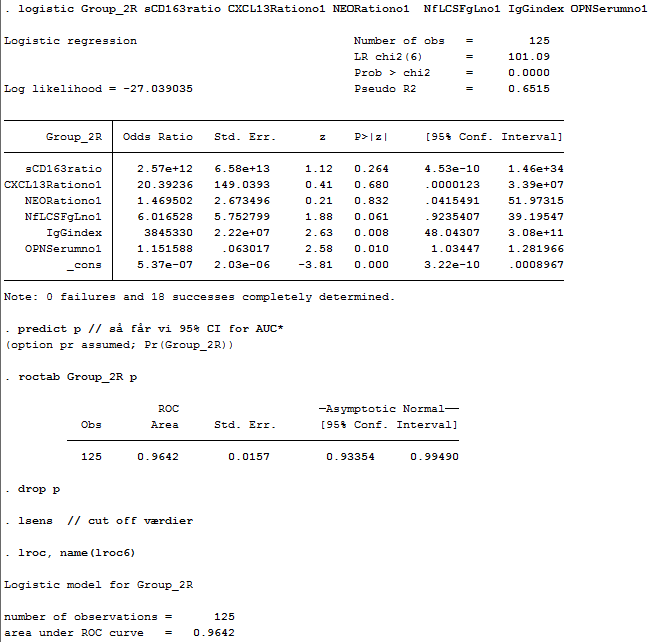 . logistic Group_2R sCD163ratio CXCL13Rationo1 NEORationo1  NfLCSFgLno1 IgGindex OPNSerumno1
Logistic regression                             Number of obs   =        125
                                                LR chi2(6)      =     101.09
                                                Prob > chi2     =     0.0000
Log likelihood = -27.039035                     Pseudo R2       =     0.6515
Group_2R   Odds Ratio   Std. Err.      z    P>|z|     [95% Conf. Interval]
sCD163ratio   2.57e+12   6.58e+13     1.12   0.264     4.53e-10    1.46e+34
CXCL13Rationo1   20.39236   149.0393     0.41   0.680     .0000123    3.39e+07
NEORationo1   1.469502   2.673496     0.21   0.832     .0415491    51.97315
NfLCSFgLno1   6.016528   5.752799     1.88   0.061     .9235407    39.19547
IgGindex    3845330   2.22e+07     2.63   0.008     48.04307    3.08e+11
OPNSerumno1   1.151588    .063017     2.58   0.010      1.03447    1.281966
_cons   5.37e-07   2.03e-06    -3.81   0.000     3.22e-10    .0008967
Note: 0 failures and 18 successes completely determined.
. predict p // så får vi 95% CI for AUC*
(option pr assumed; Pr(Group_2R))
. roctab Group_2R p
ROC                    —Asymptotic Normal—
Obs     Area     Std. Err.      [95% Conf. Interval]
125     0.9642       0.0157        0.93354     0.99490
. drop p
. lsens  // cut off værdier
. lroc, name(lroc6)
Logistic model for Group_2R
number of observations =      125
area under ROC curve   =   0.9642